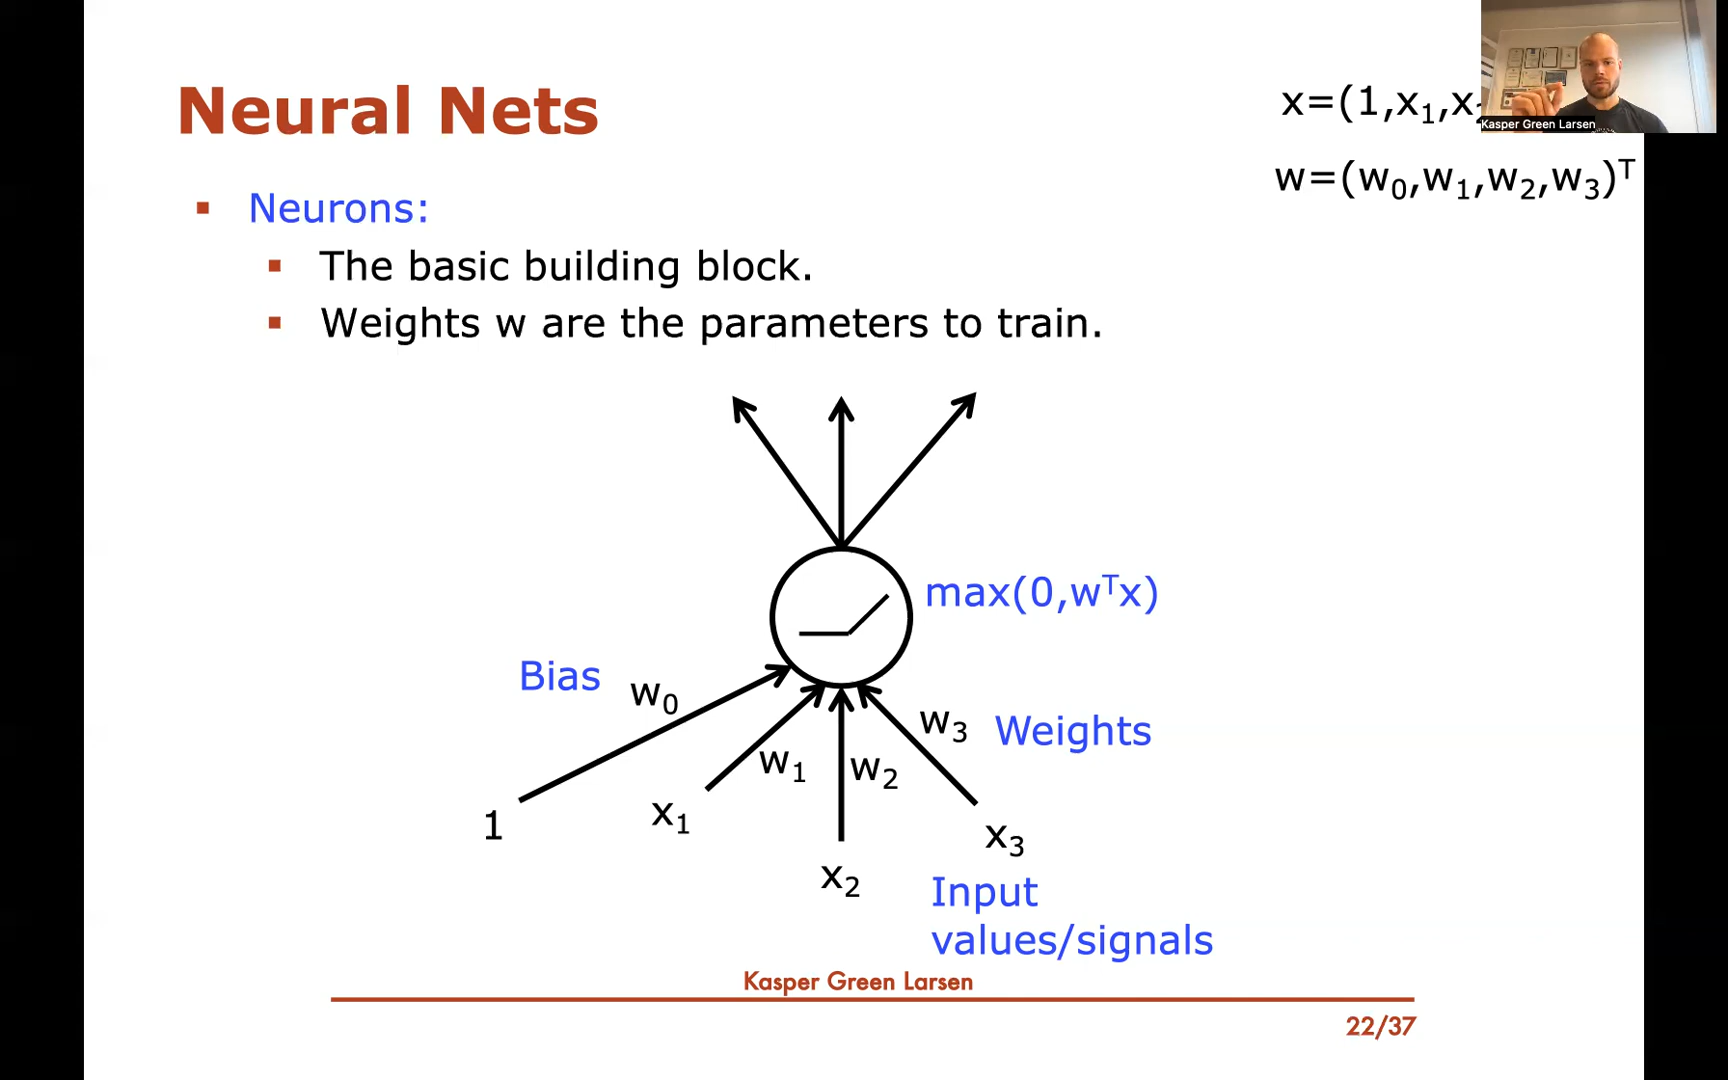 Neural Nets
x=(1,x₁,x
Kasper Green Larsen
w=(w₀,w₁,w₂,w₃)ᵀ
Neurons:
The basic building block.
Weights w are the parameters to train.
max(0,wᵀx)
Bias
w₀
w₃
Weights
w₁
w₂
1
x₁
x₂
x₃
Input
values/signals
Kasper Green Larsen
22/37